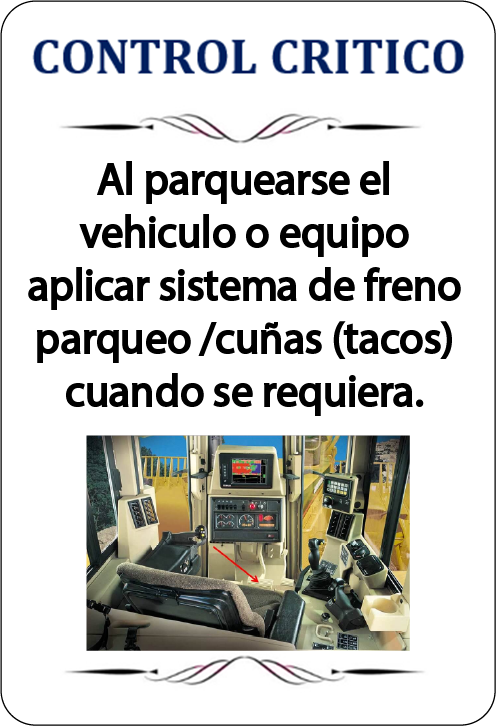 CONTROL CRITICO
Al parquearse el
vehiculo o equipo
aplicar sistema de freno
parqueo /cuñas (tacos)
cuando se requiera.